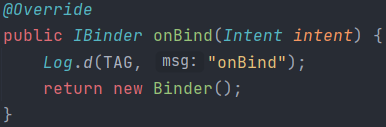 @Override
public IBinder onBind(Intent intent) {
    Log.d(TAG, msg: "onBind");
    return new Binder();
}